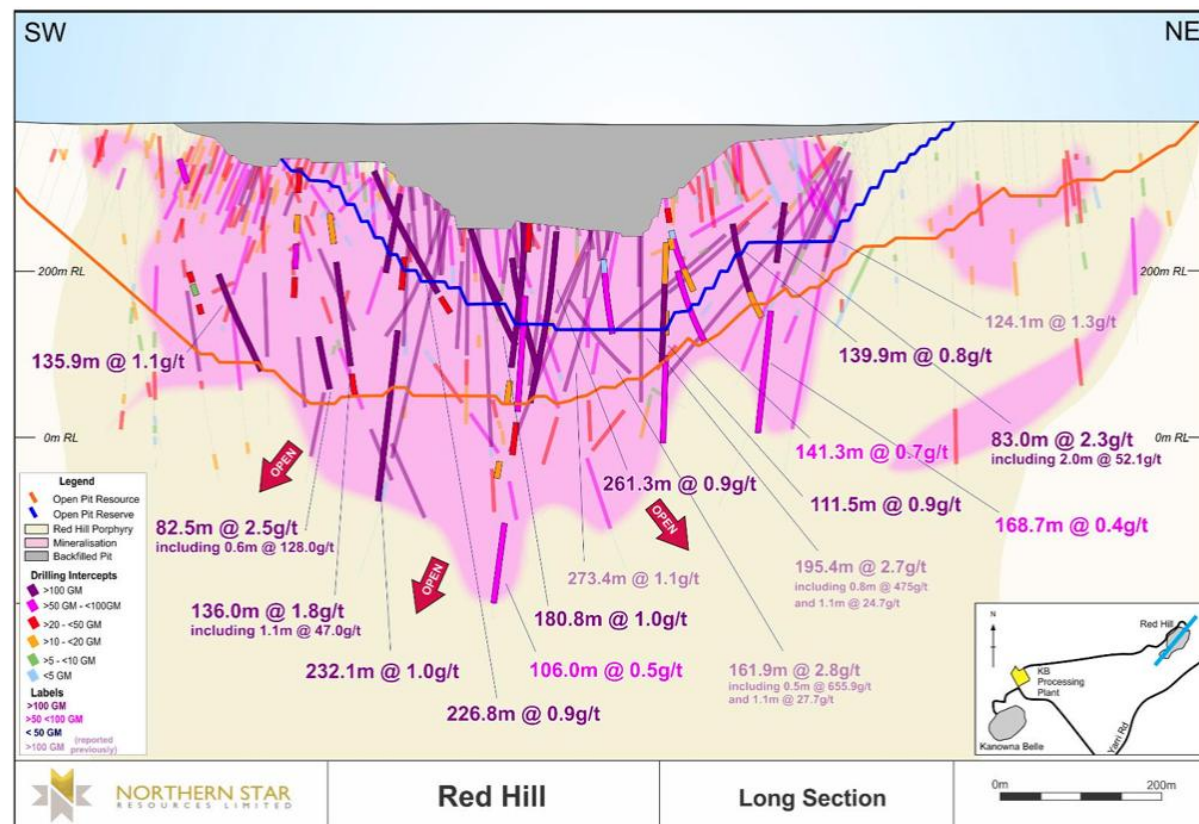 SW
NE
200m RL
200m RL
124.1m @ 1.3g/t
135.9m @ 1.1g/t
139.9m @ 0.8g/t
0m RL
0m RL
141.3m @ 0.7g/t
83.0m @ 2.3g/t
including 2.0m @ 52.1g/t
OPEN
261.3m @ 0.9g/t
111.5m @ 0.9g/t
OPEN
168.7m @ 0.4g/t
82.5m @ 2.5g/t
including 0.6m @ 128.0g/t
195.4m @ 2.7g/t
including 0.8m @ 475g/t
and 1.1m @ 24.7g/t
273.4m @ 1.1g/t
OPEN
136.0m @ 1.8g/t
including 1.1m @ 47.0g/t
180.8m @ 1.0g/t
232.1m @ 1.0g/t
106.0m @ 0.5g/t
161.9m @ 2.8g/t
including 0.5m @ 655.9g/t
and 1.1m @ 27.7g/t
226.8m @ 0.9g/t
Legend
Open Pit Resource
Open Pit Reserve
Red Hill Porphyry
Mineralisation
Backfilled Pit
Drilling Intercepts
>100 GM
>50 GM - <100GM
>20 - <50 GM
>10 - <20 GM
>5 - <10 GM
<5 GM
Labels
>100 GM
>50 <100 GM
< 50 GM
>100 GM (reported previously)
N
Red Hill
KB
Processing
Plant
Kanowna Belle
Yarri Rd
NORTHERN STAR
RESOURCES LIMITED
Red Hill
Long Section
0m
200m